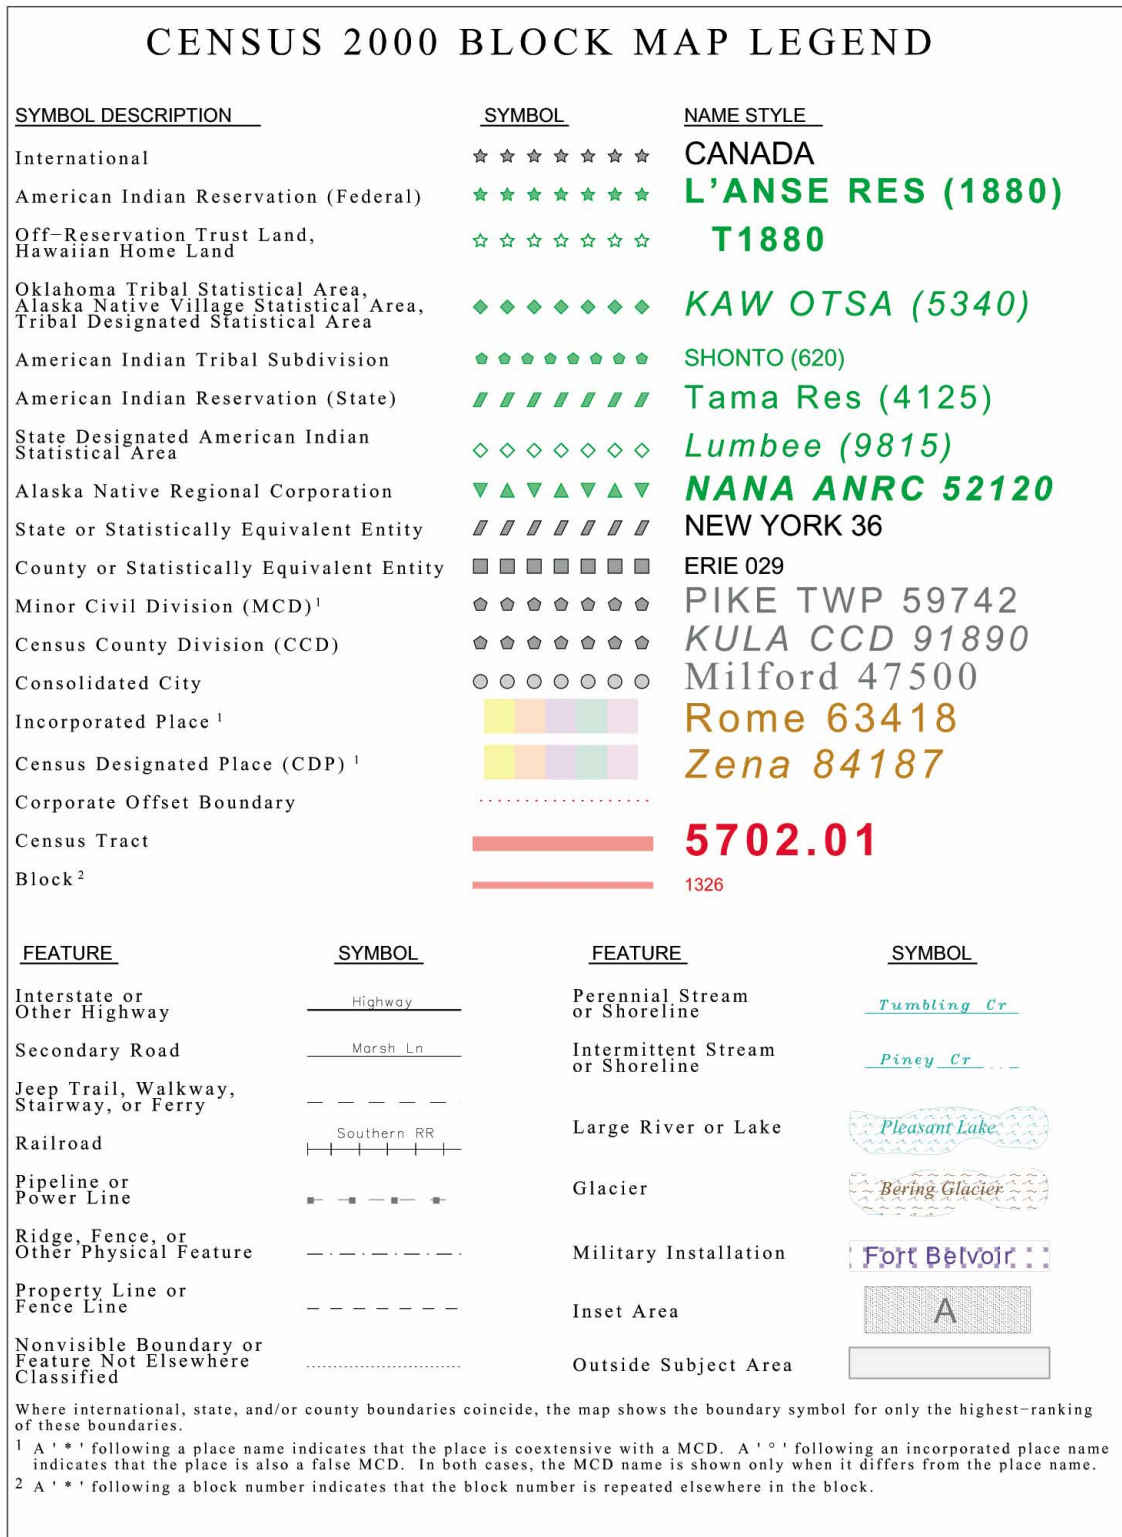 CENSUS 2000 BLOCK MAP LEGEND
SYMBOL DESCRIPTION SYMBOL NAME STYLE
International CANADA
American Indian Reservation (Federal) L'ANSE RES (1880)
Off-Reservation Trust Land,
Hawaiian Home Land T1880
Oklahoma Tribal Statistical Area,
Alaska Native Village Statistical Area, KAW OTSA (5340)
Tribal Designated Statistical Area
American Indian Tribal Subdivision SHONTO (620)
American Indian Reservation (State) Tama Res (4125)
State Designated American Indian
Statistical Area Lumbee (9815)
Alaska Native Regional Corporation NANA ANRC 52120
State or Statistically Equivalent Entity NEW YORK 36
County or Statistically Equivalent Entity ERIE 029
Minor Civil Division (MCD) 1 PIKE TWP 59742
Census County Division (CCD) KULA CCD 91890
Consolidated City Milford 47500
Incorporated Place 1 Rome 63418
Census Designated Place (CDP) 1 Zena 84187
Corporate Offset Boundary
Census Tract 5702.01
Block 2 1326
FEATURE SYMBOL
Interstate or
Other Highway Highway
Secondary Road Marsh Ln
Jeep Trail, Walkway,
Stairway, or Ferry
Railroad Southern RR
Pipeline or
Power Line
Ridge, Fence, or
Other Physical Feature
Property Line or
Fence Line
Nonvisible Boundary or
Feature Not Elsewhere
Classified
FEATURE SYMBOL
Perennial Stream
or Shoreline Tumbling Cr
Intermittent Stream
or Shoreline Piney Cr
Large River or Lake Pleasant Lake
Glacier Bering Glacier
Military Installation Fort Belvoir
Inset Area A
Outside Subject Area
Where international, state, and/or county boundaries coincide, the map shows the boundary symbol for only the highest-ranking
of these boundaries.
1 A ' * ' following a place name indicates that the place is coextensive with a MCD. A ' ° ' following an incorporated place name
indicates that the place is also a false MCD. In both cases, the MCD name is shown only when it differs from the place name.
2 A ' * ' following a block number indicates that the block number is repeated elsewhere in the block.